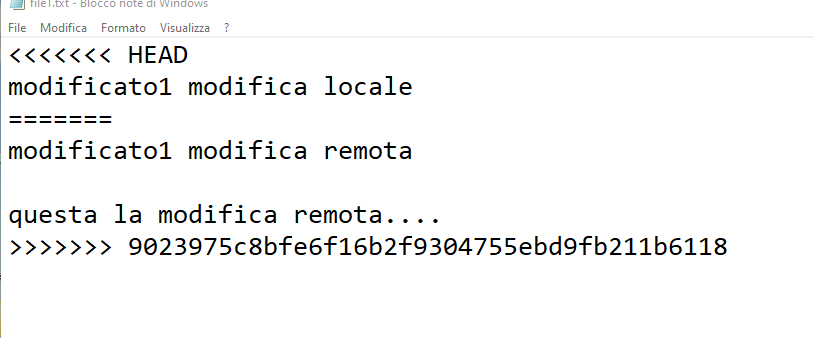 file1.txt - Blocco note di Windows
File Modifica Formato Visualizza ?
<<<<<<< HEAD
modificato1 modifica locale
=======
modificato1 modifica remota
questa la modifica remota....
>>>>>>> 9023975c8bfe6f16b2f9304755ebd9fb211b6118